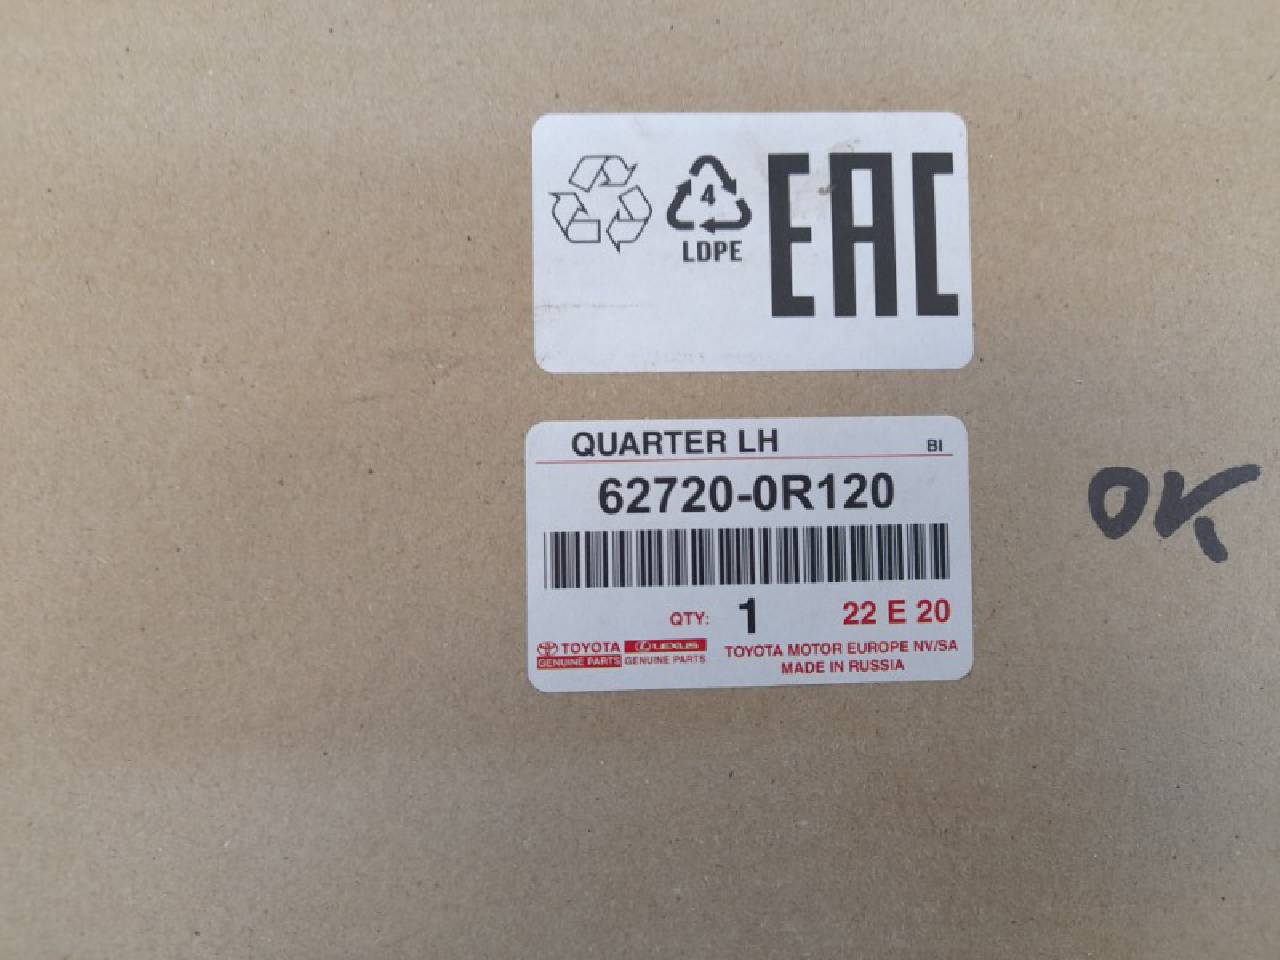 4
LDPE
EAC
QUARTER LH
BI
62720-0R120
QTY: 1 22 E 20
TOYOTA LEXUS
GENUINE PARTS GENUINE PARTS
TOYOTA MOTOR EUROPE NV/SA
MADE IN RUSSIA
OK